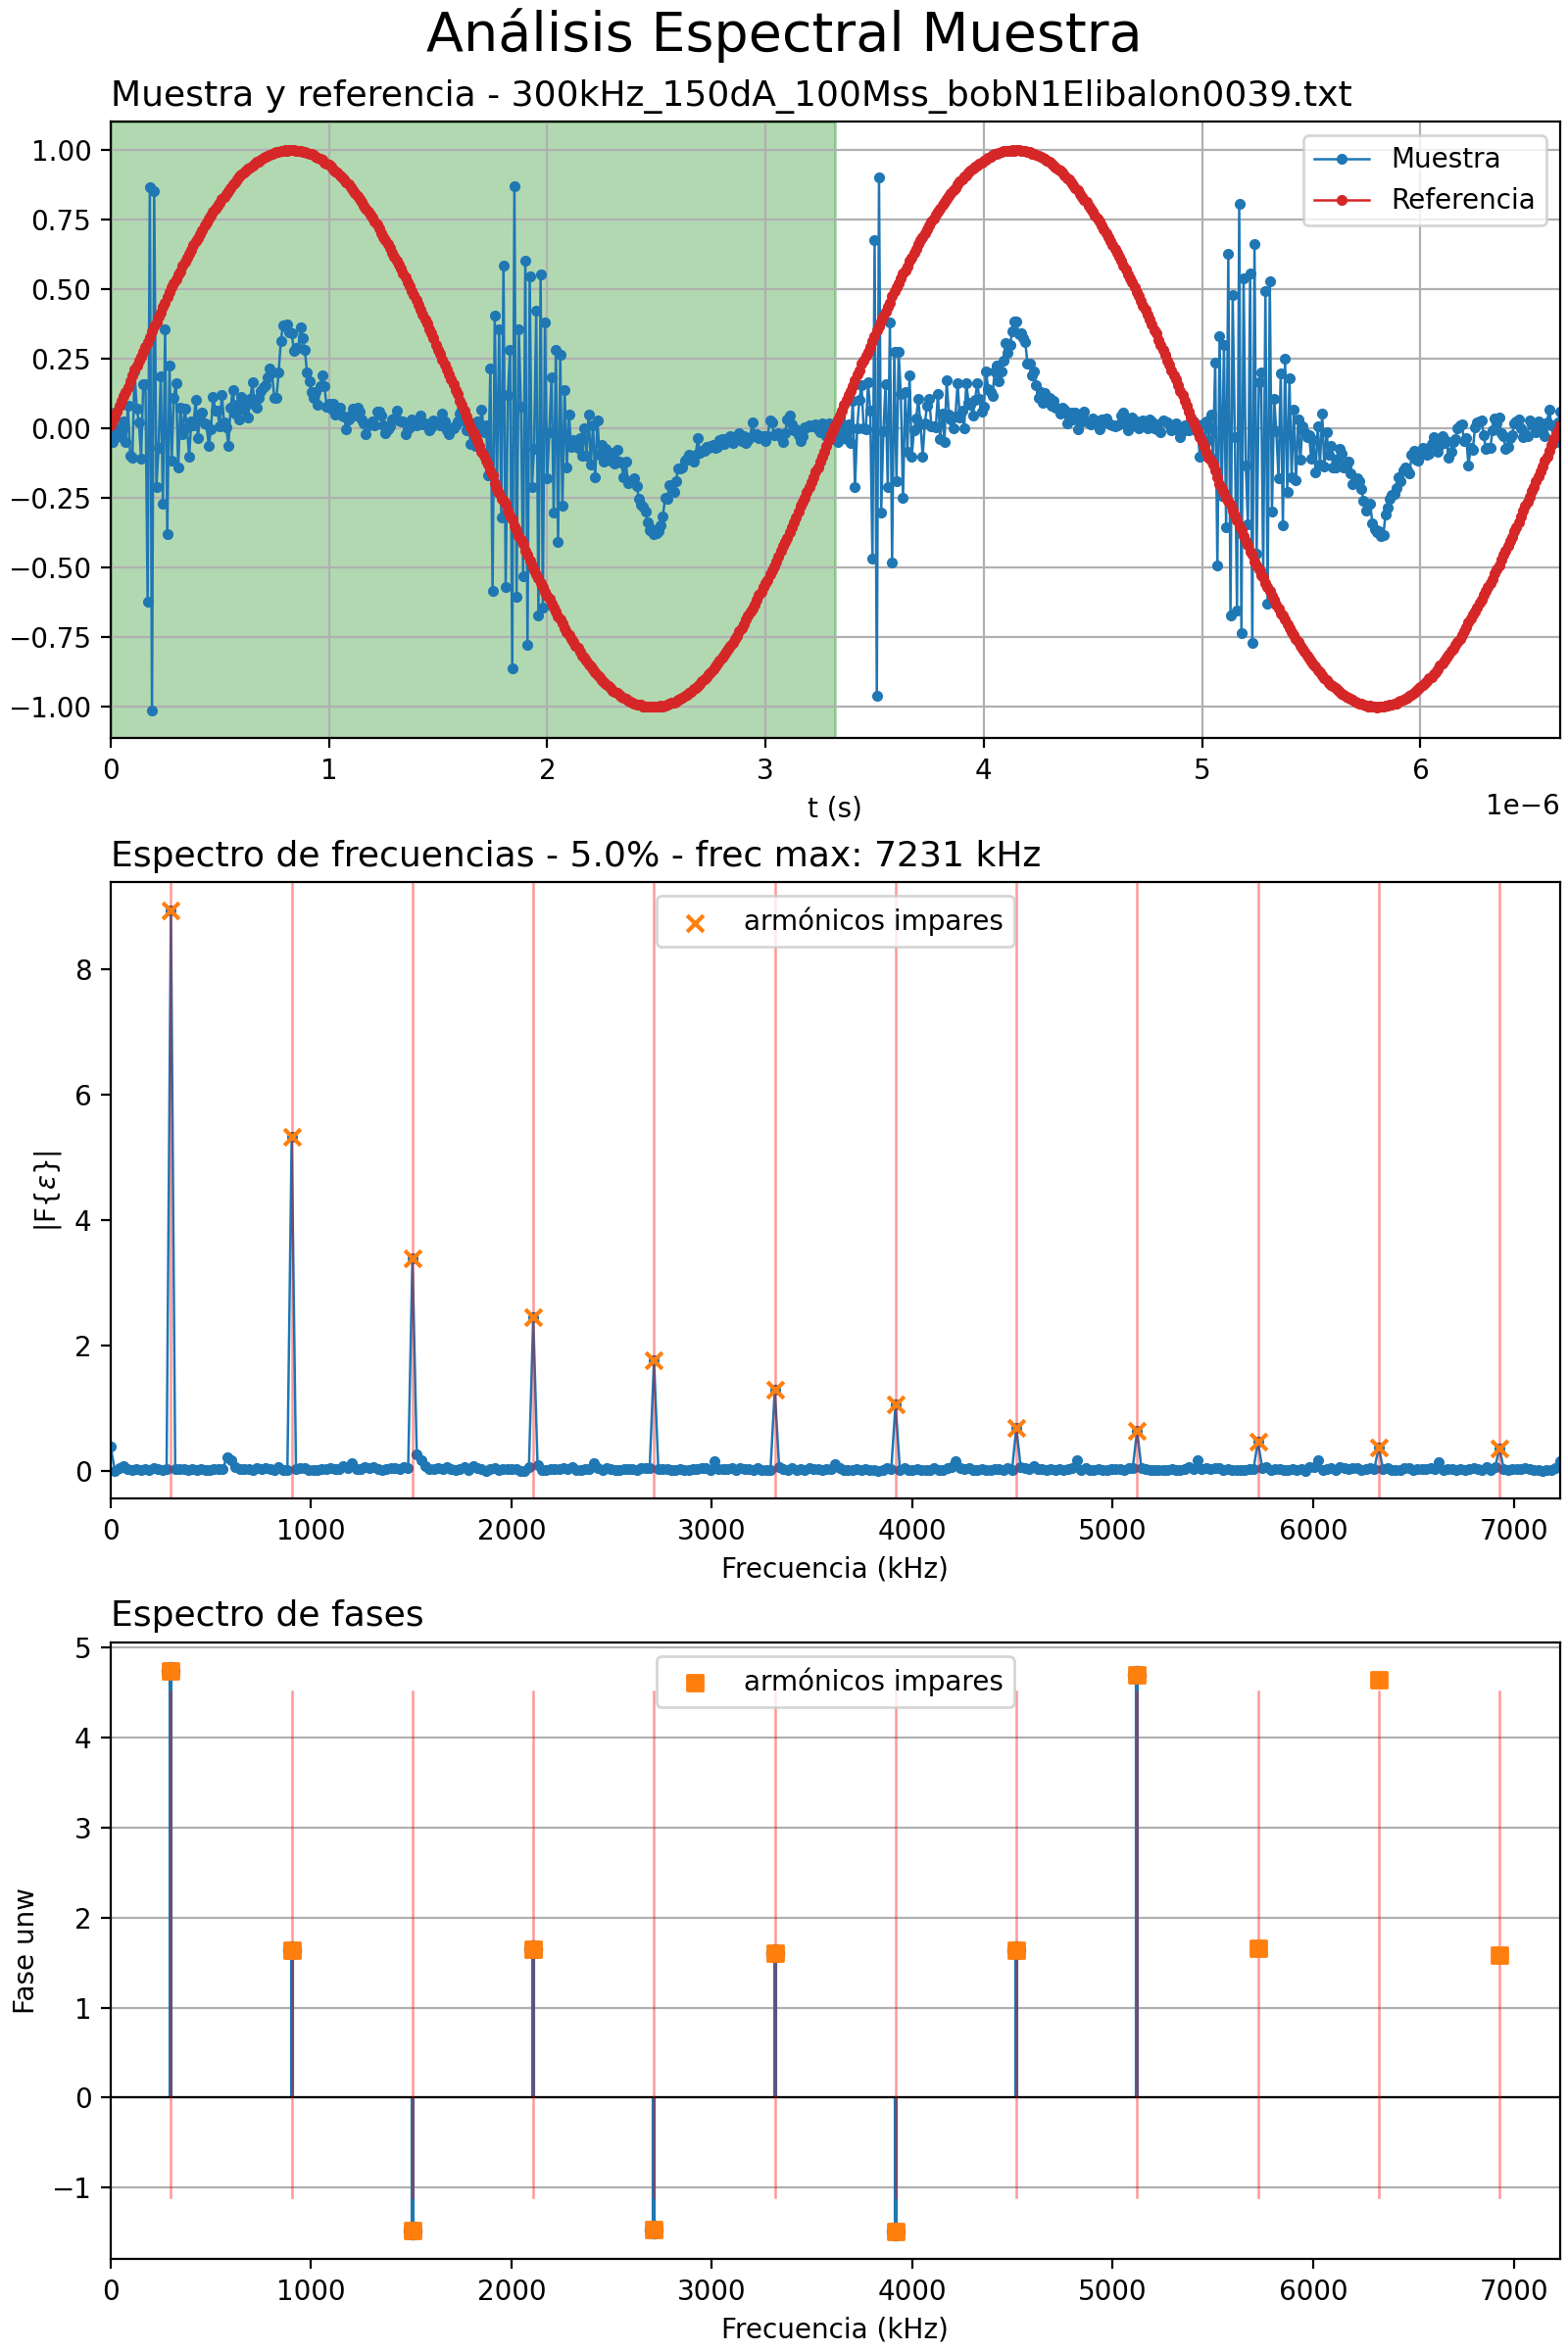 Análisis Espectral Muestra
Muestra y referencia - 300kHz_150dA_100Mss_bobN1Elibalon0039.txt
1.00
0.75
0.50
0.25
0.00
−0.25
−0.50
−0.75
−1.00
Muestra
Referencia
0 1 2 3 4 5 6
t (s)
1e−6
Espectro de frecuencias - 5.0% - frec max: 7231 kHz
armónicos impares
8
6
4
2
0
|F{ε}|
0 1000 2000 3000 4000 5000 6000 7000
Frecuencia (kHz)
Espectro de fases
armónicos impares
5
4
3
2
1
0
−1
Fase unw
0 1000 2000 3000 4000 5000 6000 7000
Frecuencia (kHz)